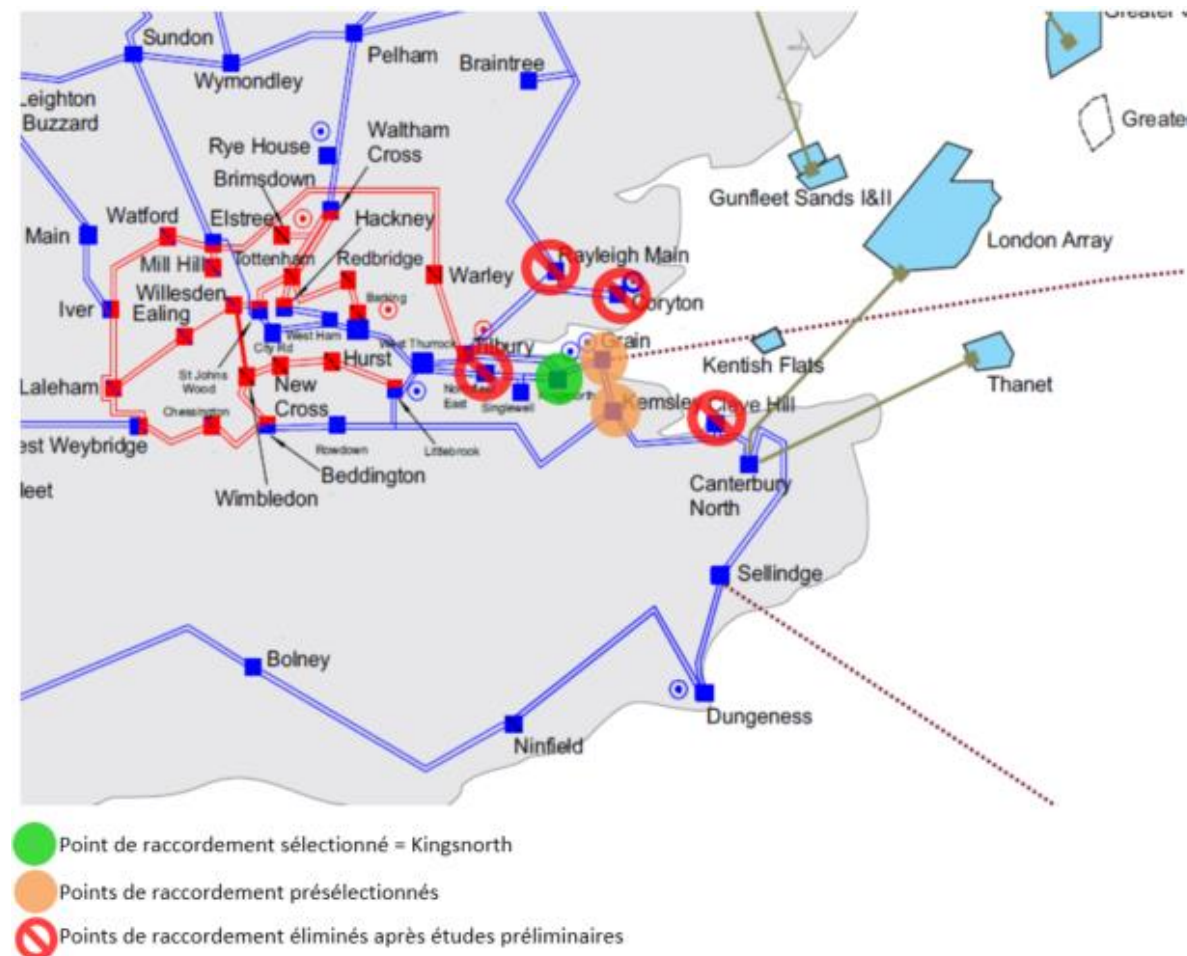 Sundon
Pelham
Wymondley
Braintree
Leighton
Buzzard
Greater
Waltham
Cross
Rye House
Brimsdown
Gunfleet Sands I&II
Watford
Elstree
Hackney
London Array
Main
Tottenham
Redbridge
Rayleigh Main
Mill Hill
Warley
Willesden
Barking
Coryton
Iver
Ealing
West Ham
City Rd
West Thurrock
Tilbury
Grain
Kentish Flats
Hurst
Laleham
St Johns
Wood
New
Cross
East
Singlewell
Kemsley
Cleve Hill
Thanet
Chessington
est Weybridge
Rowdown
Littlebrook
Beddington
Canterbury
North
leet
Wimbledon
Sellindge
Bolney
Dungeness
Ninfield
Point de raccordement sélectionné = Kingsnorth
Points de raccordement présélectionnés
Points de raccordement éliminés après études préliminaires